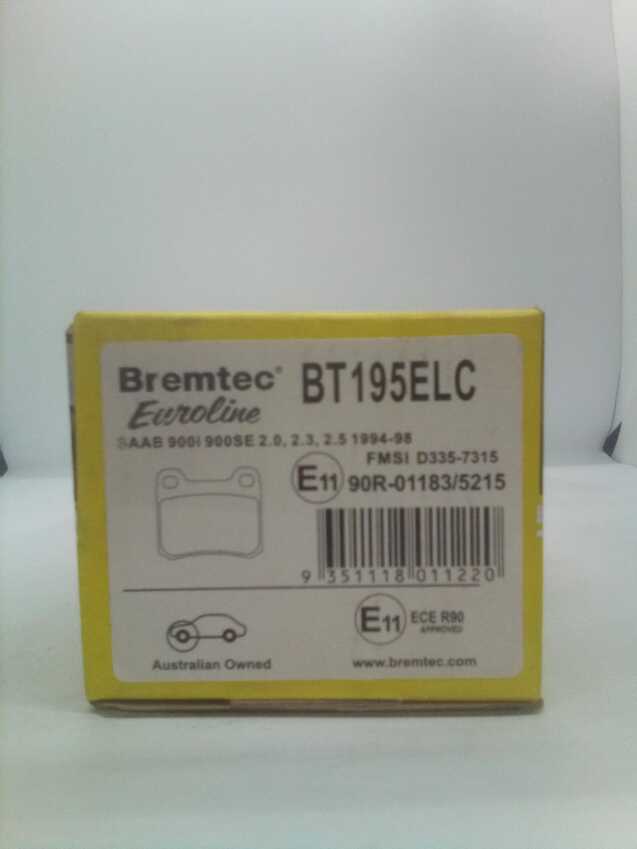 Bremtec® BT195ELC
Euroline
SAAB 900I 900SE 2.0, 2.3, 2.5 1994-98
FMSI D335-7315
E11 90R-01183/5215
9 351118 011220
E11 ECE R90
APPROVED
Australian Owned
www.bremtec.com